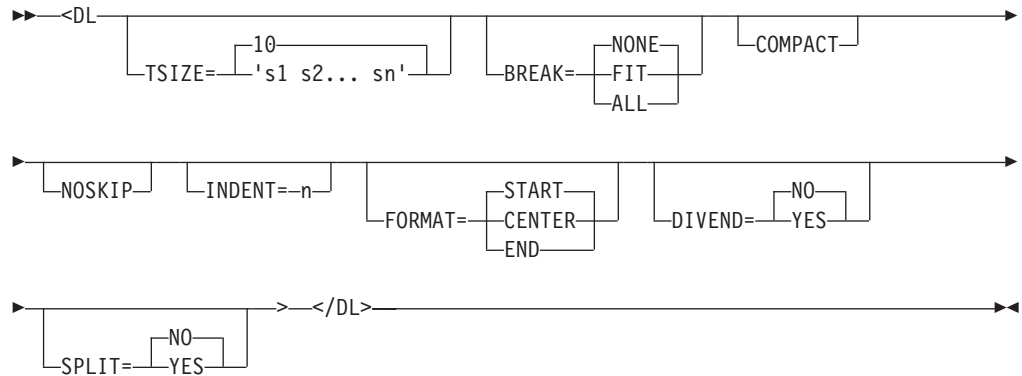 <DL
10
NONE
COMPACT
TSIZE=
's1 s2... sn'
BREAK=
FIT
ALL
NOSKIP
INDENT=
n
START
NO
FORMAT=
CENTER
DIVEND=
YES
END
>
</DL>
NO
SPLIT=
YES